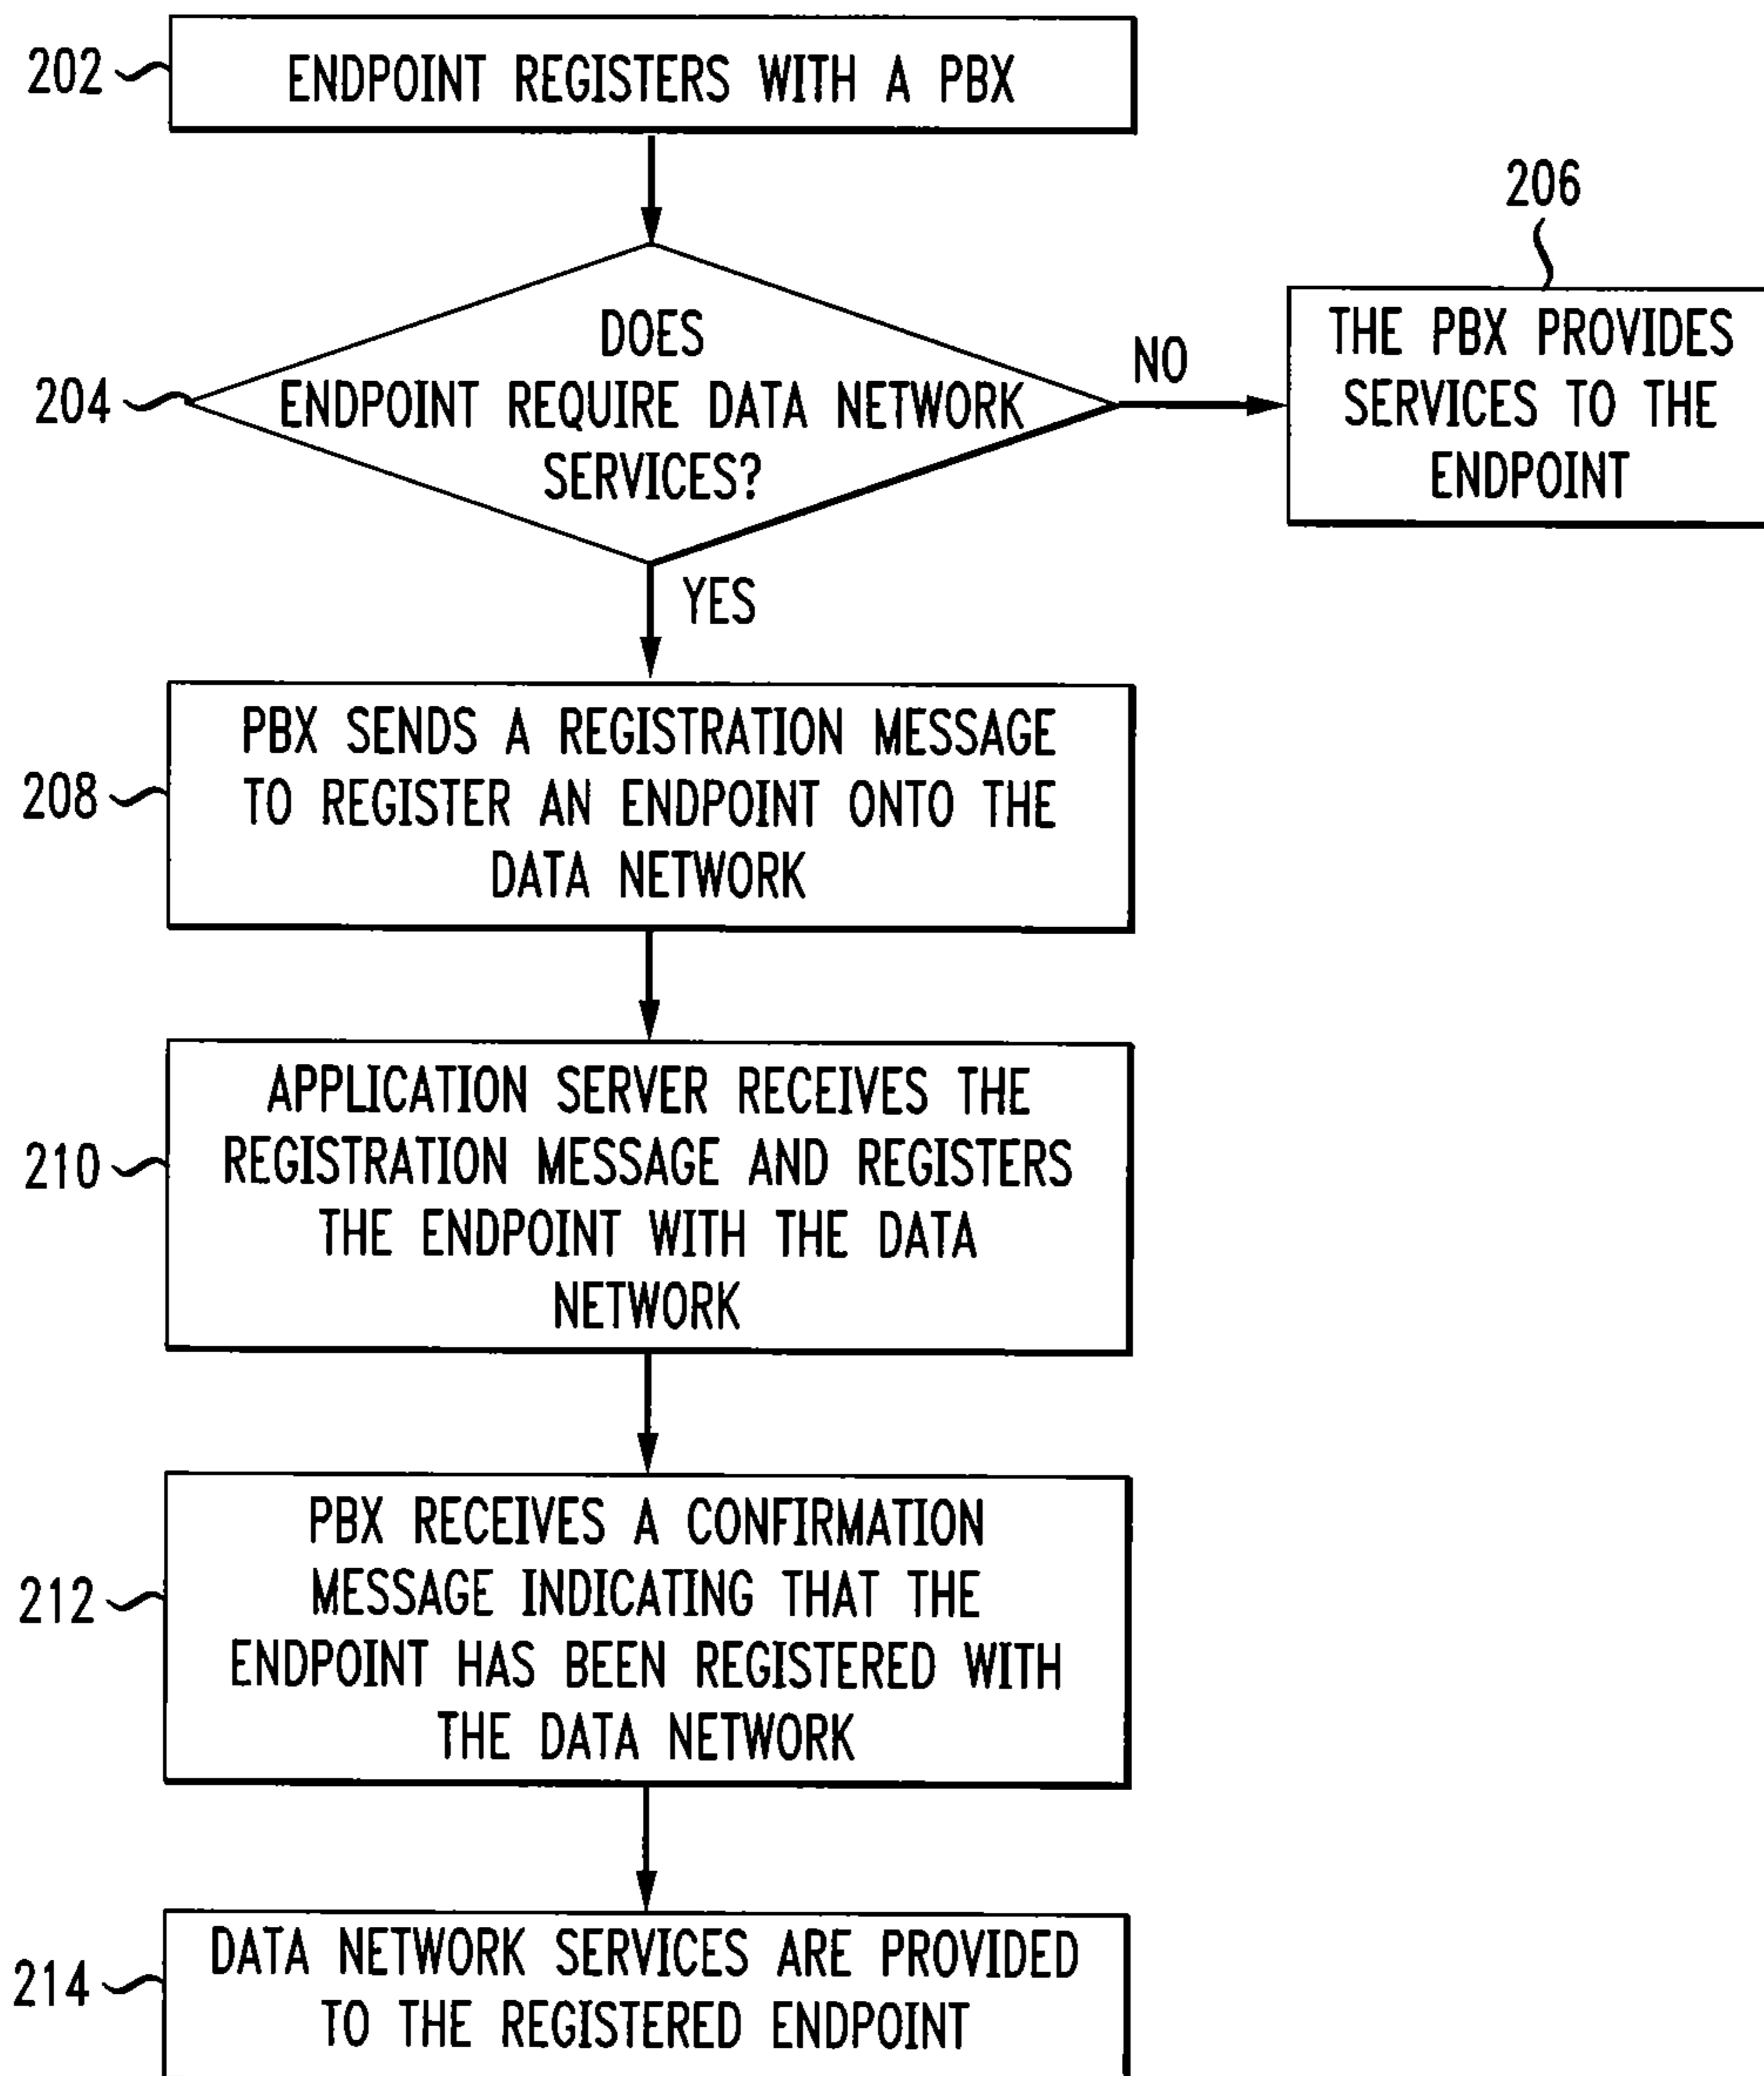 202
ENDPOINT REGISTERS WITH A PBX
204
DOES
ENDPOINT REQUIRE DATA NETWORK
SERVICES?
NO
206
THE PBX PROVIDES
SERVICES TO THE
ENDPOINT
YES
208
PBX SENDS A REGISTRATION MESSAGE
TO REGISTER AN ENDPOINT ONTO THE
DATA NETWORK
210
APPLICATION SERVER RECEIVES THE
REGISTRATION MESSAGE AND REGISTERS
THE ENDPOINT WITH THE DATA
NETWORK
212
PBX RECEIVES A CONFIRMATION
MESSAGE INDICATING THAT THE
ENDPOINT HAS BEEN REGISTERED WITH
THE DATA NETWORK
214
DATA NETWORK SERVICES ARE PROVIDED
TO THE REGISTERED ENDPOINT